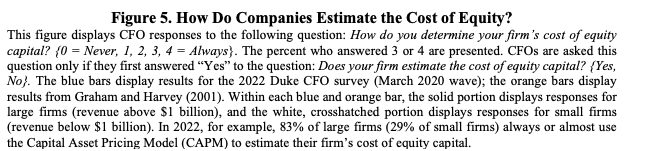 Figure 5. How Do Companies Estimate the Cost of Equity?
This figure displays CFO responses to the following question: How do you determine your firm's cost of equity
capital? {0 = Never, 1, 2, 3, 4 = Always}. The percent who answered 3 or 4 are presented. CFOs are asked this
question only if they first answered “Yes” to the question: Does your firm estimate the cost of equity capital? {Yes,
No}. The blue bars display results for the 2022 Duke CFO survey (March 2020 wave); the orange bars display
results from Graham and Harvey (2001). Within each blue and orange bar, the solid portion displays responses for
large firms (revenue above $1 billion), and the white, crosshatched portion displays responses for small firms
(revenue below $1 billion). In 2022, for example, 83% of large firms (29% of small firms) always or almost use
the Capital Asset Pricing Model (CAPM) to estimate their firm's cost of equity capital.